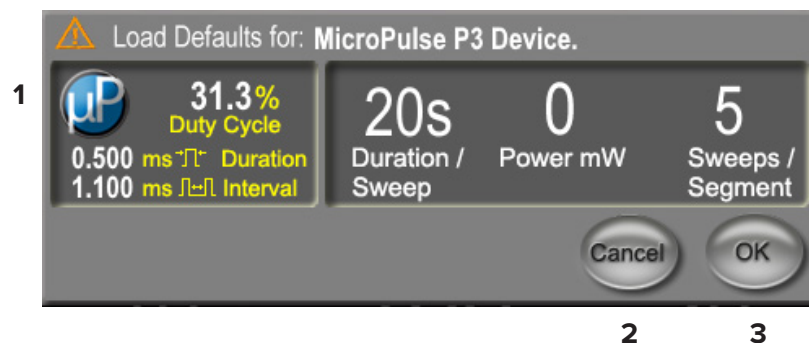 Load Defaults for: MicroPulse P3 Device.
1
µP
31.3%
Duty Cycle
0.500 ms Duration
1.100 ms Interval
20s
Duration /
Sweep
0
Power mW
5
Sweeps /
Segment
Cancel
OK
2
3